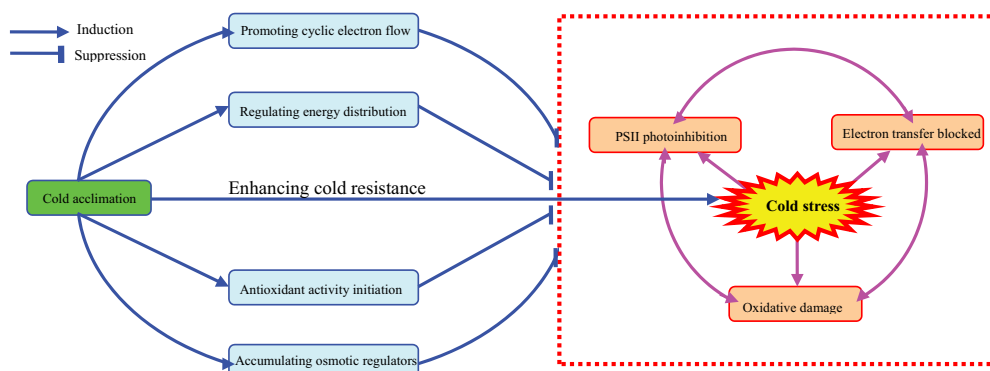 Induction
Suppression
Promoting cyclic electron flow
Regulating energy distribution
PSII photoinhibition
Electron transfer blocked
Cold acclimation
Enhancing cold resistance
Cold stress
Antioxidant activity initiation
Oxidative damage
Accumulating osmotic regulators